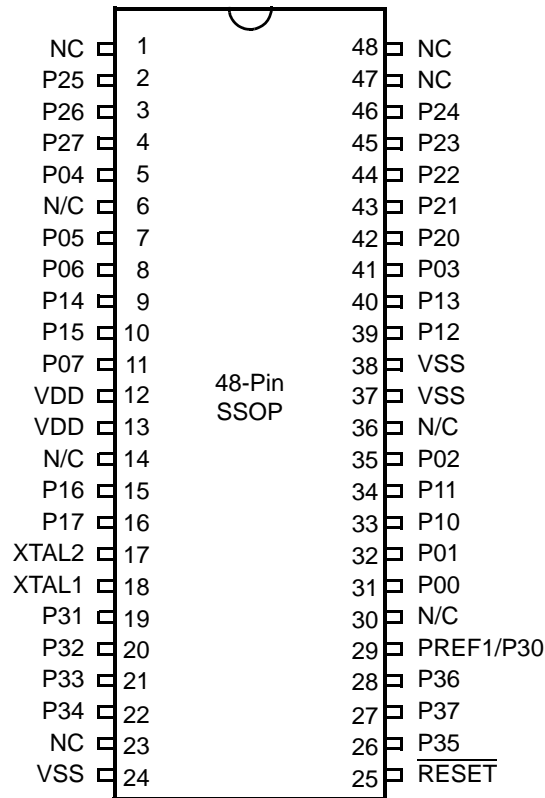 NC 1 48 NC
P25 2 47 NC
P26 3 46 P24
P27 4 45 P23
P04 5 44 P22
N/C 6 43 P21
P05 7 42 P20
P06 8 41 P03
P14 9 40 P13
P15 10 39 P12
P07 11 38 VSS
VDD 12 48-Pin 37 VSS
VDD 13 SSOP 36 N/C
N/C 14 35 P02
P16 15 34 P11
P17 16 33 P10
XTAL2 17 32 P01
XTAL1 18 31 P00
P31 19 30 N/C
P32 20 29 PREF1/P30
P33 21 28 P36
P34 22 27 P37
NC 23 26 P35
VSS 24 25 RESET